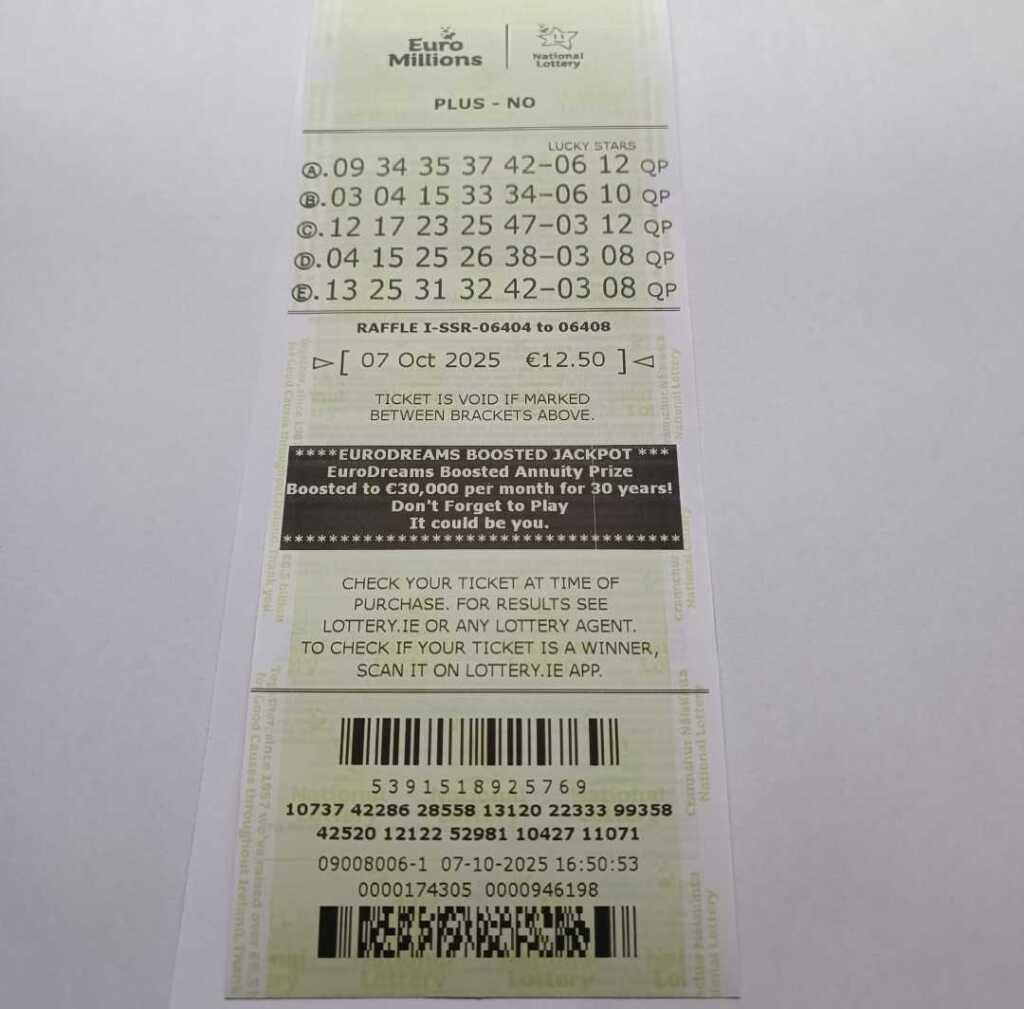 Euro Millions
National Lottery
PLUS - NO
LUCKY STARS
Ⓐ. 09 34 35 37 42-06 12 QP
Ⓑ. 03 04 15 33 34-06 10 QP
Ⓒ. 12 17 23 25 47-03 12 QP
Ⓓ. 04 15 25 26 38-03 08 QP
Ⓔ. 13 25 31 32 42-03 08 QP
RAFFLE I-SSR-06404 to 06408
▻[ 07 Oct 2025 €12.50 ]◅
TICKET IS VOID IF MARKED
BETWEEN BRACKETS ABOVE.
****EURODREAMS BOOSTED JACKPOT ***
EuroDreams Boosted Annuity Prize
Boosted to €30,000 per month for 30 years!
Don't Forget to Play
It could be you.
********************************
CHECK YOUR TICKET AT TIME OF
PURCHASE. FOR RESULTS SEE
LOTTERY.IE OR ANY LOTTERY AGENT.
TO CHECK IF YOUR TICKET IS A WINNER,
SCAN IT ON LOTTERY.IE APP.
5391518925769
10737 42286 28558 13120 22333 99358
42520 12122 52981 10427 11071
09008006-1 07-10-2025 16:50:53
0000174305 0000946198